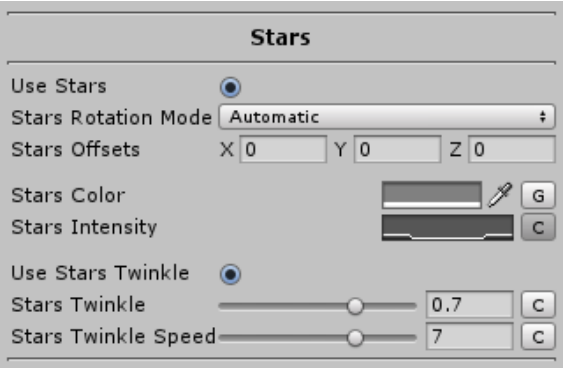 Stars
Use Stars
Stars Rotation Mode Automatic
Stars Offsets X 0 Y 0 Z 0
Stars Color G
Stars Intensity C
Use Stars Twinkle
Stars Twinkle 0.7 C
Stars Twinkle Speed 7 C